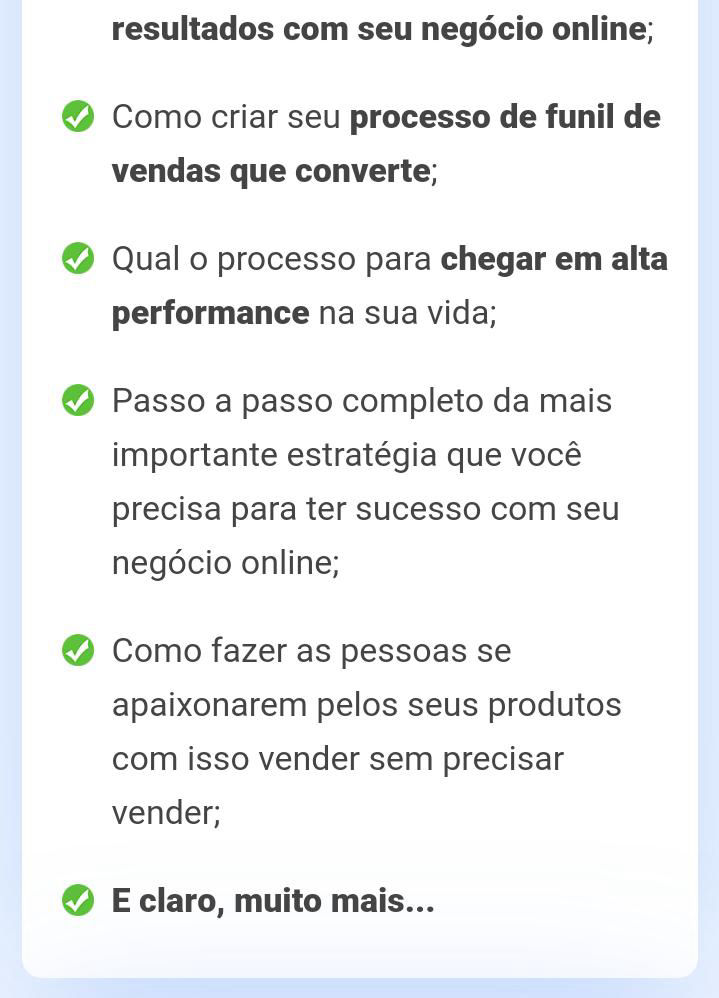 resultados com seu negócio online;
Como criar seu processo de funil de
vendas que converte;
Qual o processo para chegar em alta
performance na sua vida;
Passo a passo completo da mais
importante estratégia que você
precisa para ter sucesso com seu
negócio online;
Como fazer as pessoas se
apaixonarem pelos seus produtos
com isso vender sem precisar
vender;
E claro, muito mais...